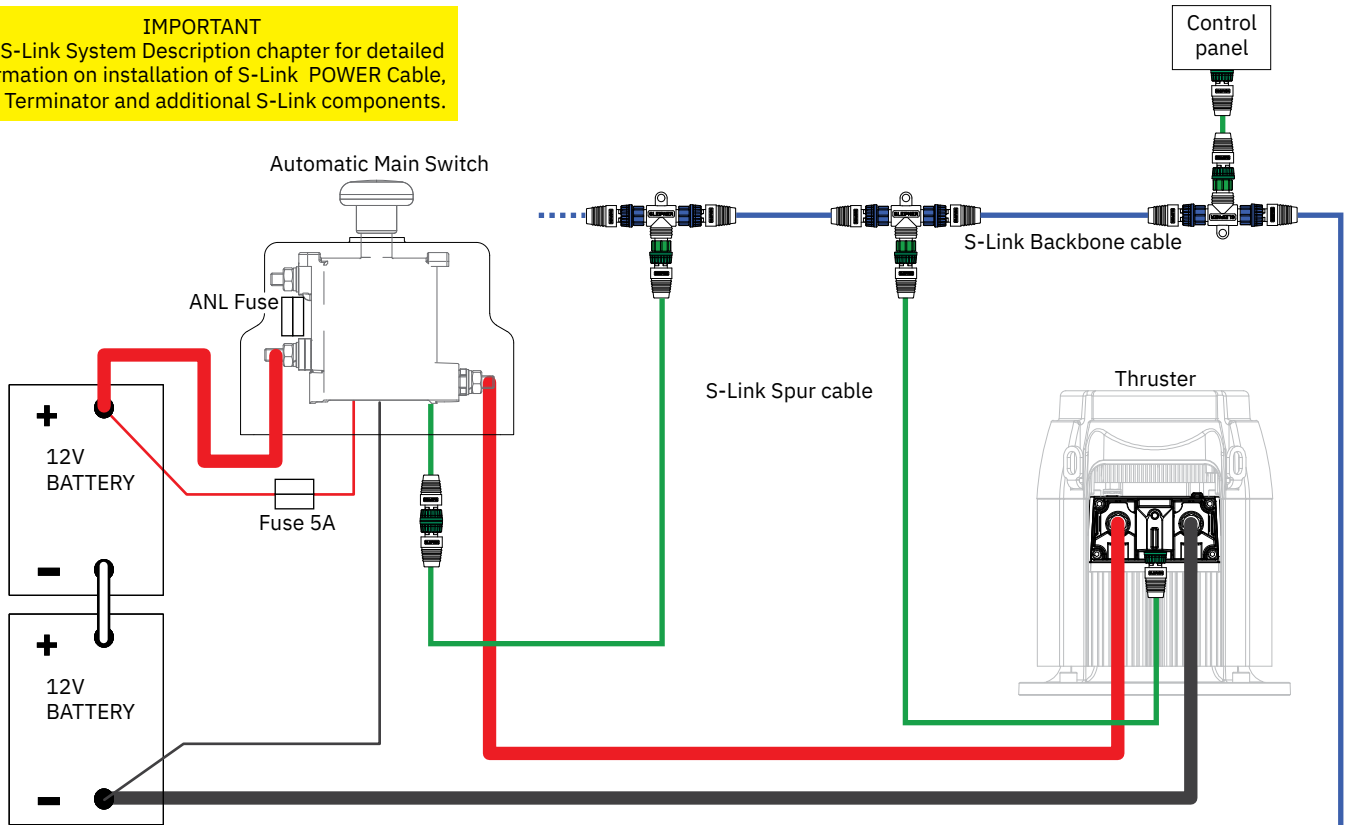 IMPORTANT
S-Link System Description chapter for detailed
rmation on installation of S-Link POWER Cable,
Terminator and additional S-Link components.
Control
panel
Automatic Main Switch
S-Link Backbone cable
ANL Fuse
S-Link Spur cable
Thruster
+
12V
BATTERY
Fuse 5A
-
+
12V
BATTERY
-